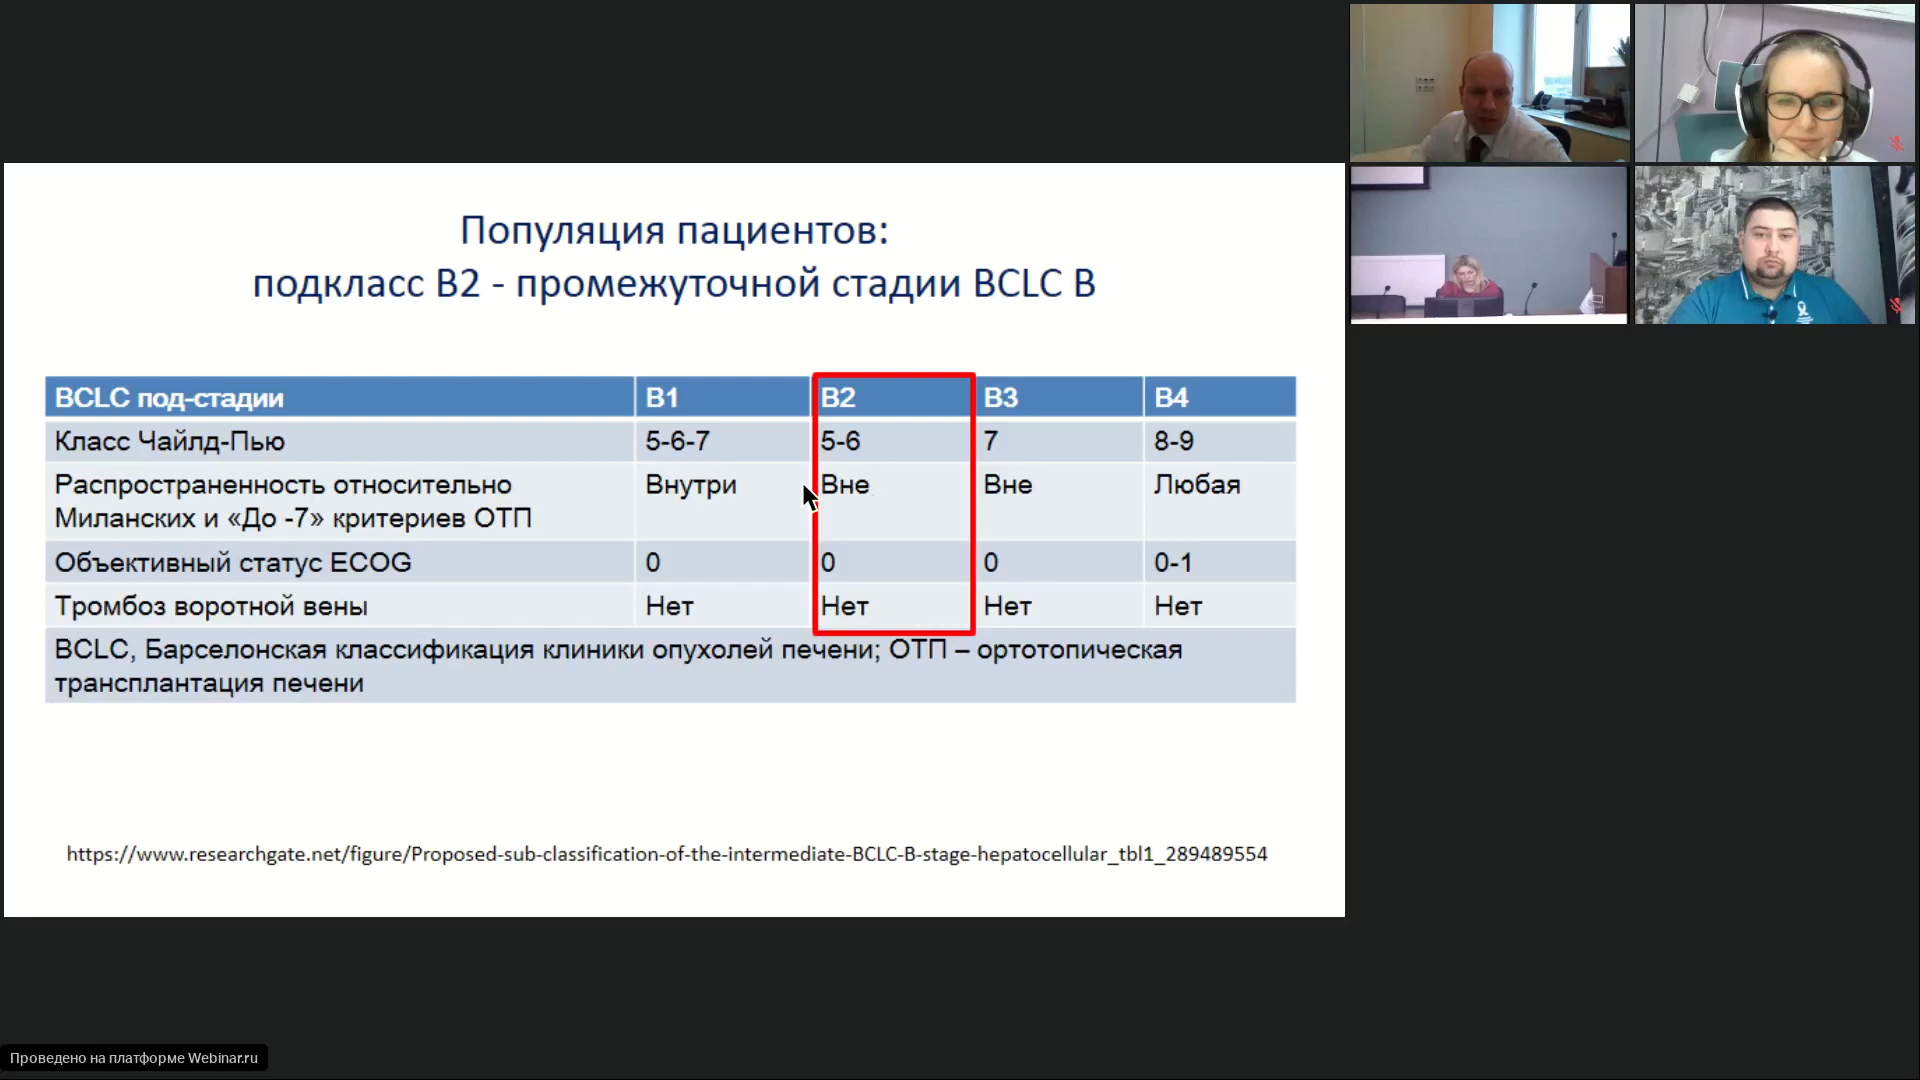 Популяция пациентов:
подкласс В2 - промежуточной стадии BCLC B
BCLC под-стадии B1 B2 B3 B4
Класс Чайлд-Пью 5-6-7 5-6 7 8-9
Распространенность относительно Внутри Вне Вне Любая
Миланских и «До -7» критериев ОТП
Объективный статус ECOG 0 0 0 0-1
Тромбоз воротной вены Нет Нет Нет Нет
BCLC, Барселонская классификация клиники опухолей печени; ОТП – ортотопическая
трансплантация печени
https://www.researchgate.net/figure/Proposed-sub-classification-of-the-intermediate-BCLC-B-stage-hepatocellular_tbl1_289489554
Проведено на платформе Webinar.ru